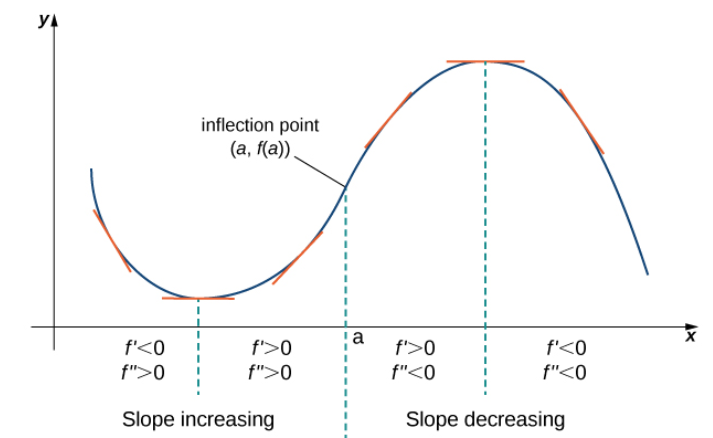 y
inflection point
(a, f(a))
a
x
f'<0 f'>0 f'>0 f'<0
f''>0 f''>0 f''<0 f''<0
Slope increasing Slope decreasing